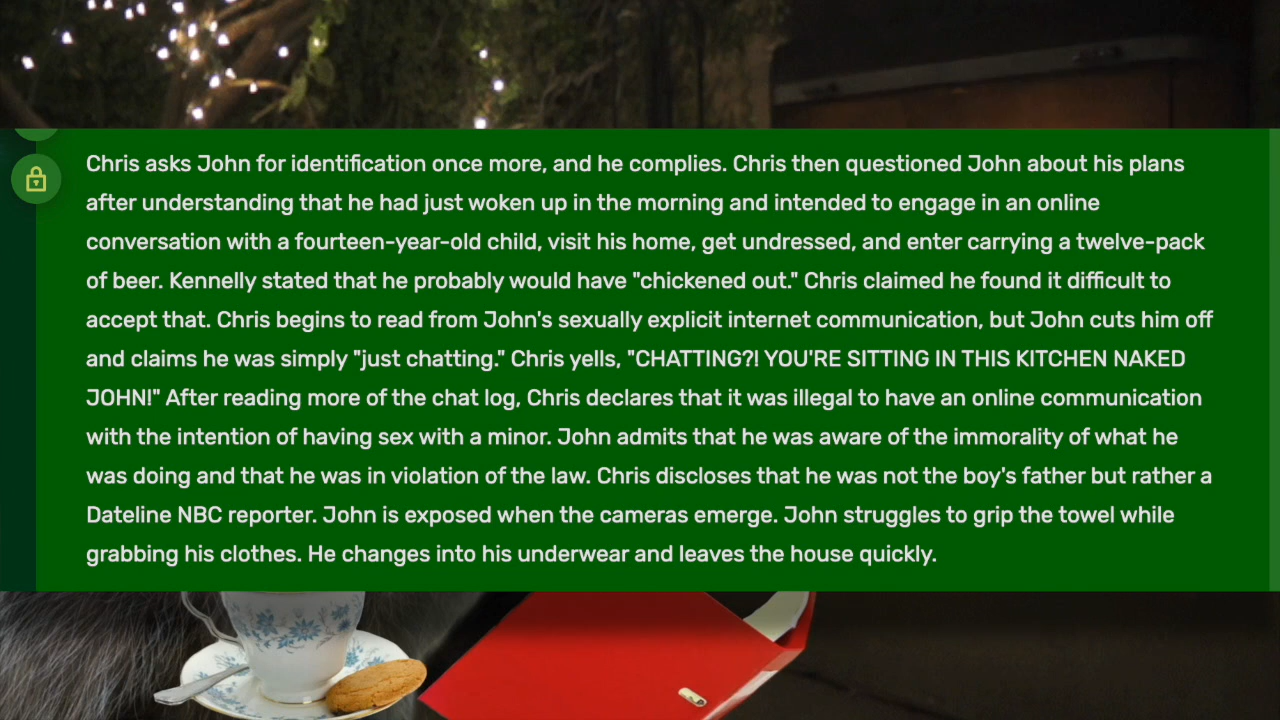 Chris asks John for identification once more, and he complies. Chris then questioned John about his plans
after understanding that he had just woken up in the morning and intended to engage in an online
conversation with a fourteen-year-old child, visit his home, get undressed, and enter carrying a twelve-pack
of beer. Kennelly stated that he probably would have "chickened out." Chris claimed he found it difficult to
accept that. Chris begins to read from John's sexually explicit internet communication, but John cuts him off
and claims he was simply "just chatting." Chris yells, "CHATTING?! YOU'RE SITTING IN THIS KITCHEN NAKED
JOHN!" After reading more of the chat log, Chris declares that it was illegal to have an online communication
with the intention of having sex with a minor. John admits that he was aware of the immorality of what he
was doing and that he was in violation of the law. Chris discloses that he was not the boy's father but rather a
Dateline NBC reporter. John is exposed when the cameras emerge. John struggles to grip the towel while
grabbing his clothes. He changes into his underwear and leaves the house quickly.